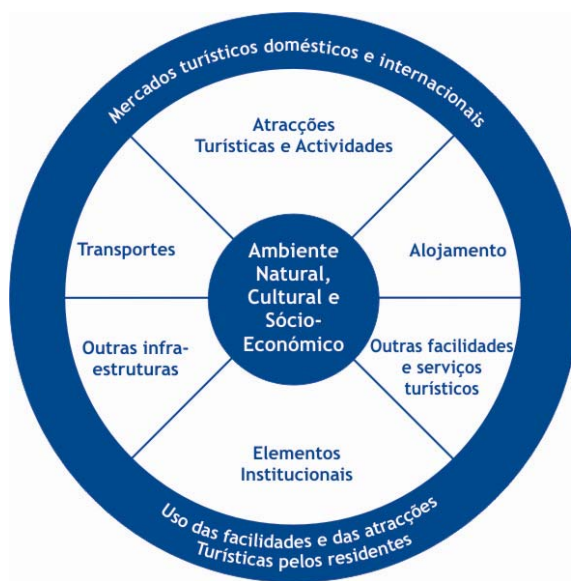 Mercados turísticos domésticos e internacionais
Atracções
Turísticas e Actividades
Transportes
Ambiente
Natural,
Cultural e
Sócio-
Económico
Alojamento
Outras infra-
estruturas
Outras facilidades
e serviços
turísticos
Elementos
Institucionais
Uso das facilidades e das atracções
Turísticas pelos residentes